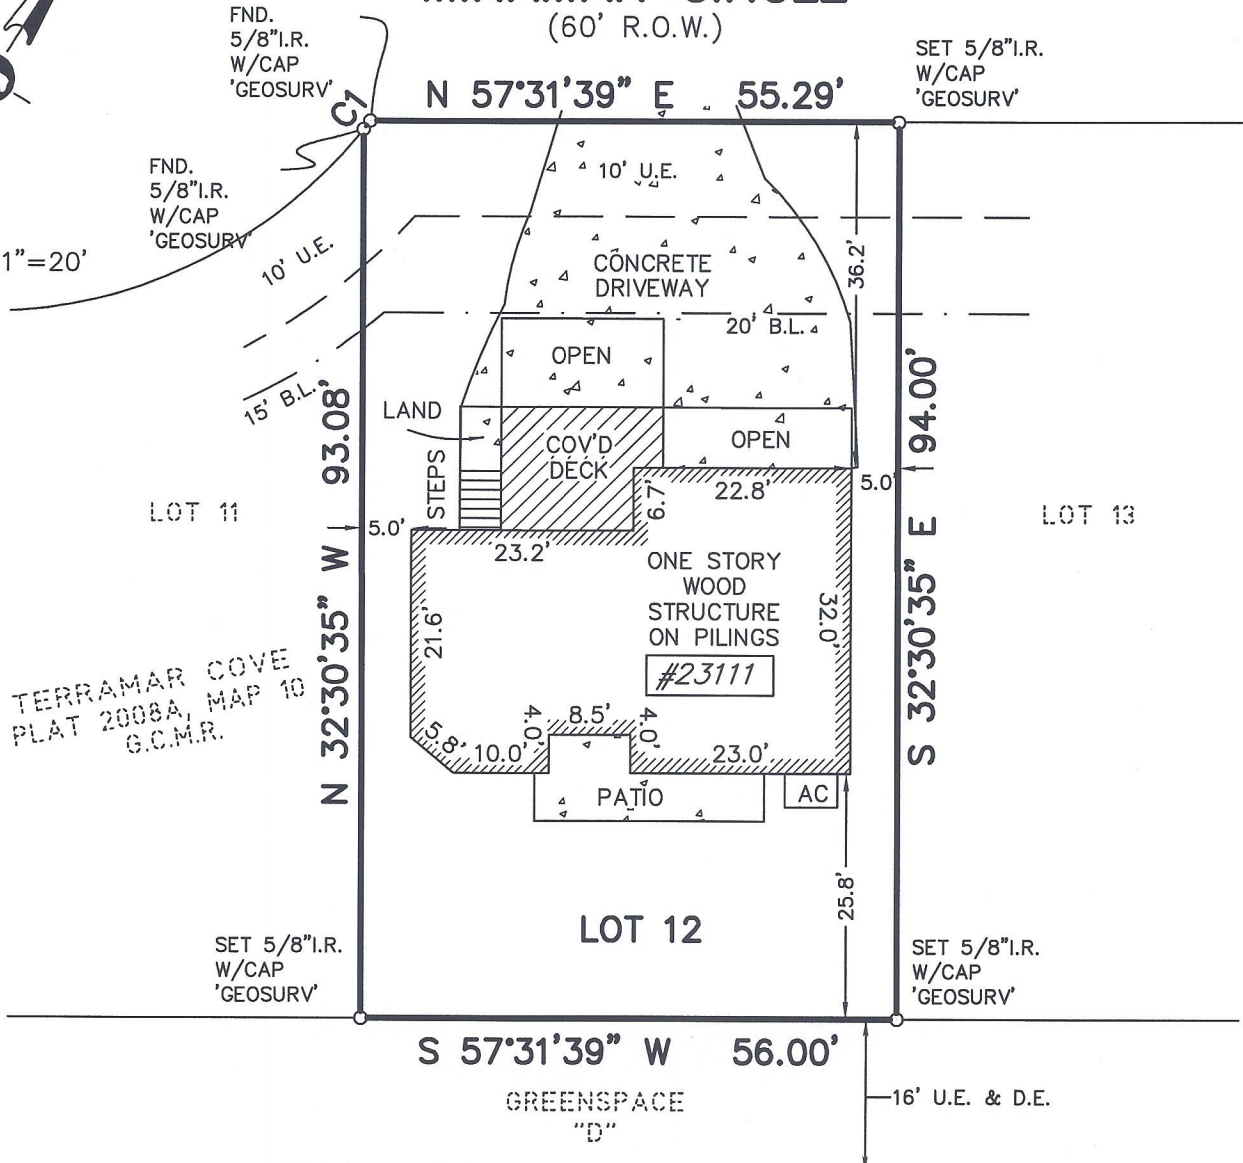 (60' R.O.W.)
FND.
5/8"I.R.
W/CAP
'GEOSURV'
SET 5/8"I.R.
W/CAP
'GEOSURV'
N 57°31'39" E 55.29'
C1
FND.
5/8"I.R.
W/CAP
'GEOSURV'
10' U.E.
1"=20'
10' U.E.
CONCRETE
DRIVEWAY
36.2'
20' B.L.
15' B.L.
OPEN
LAND
COV'D
DECK
OPEN
STEPS
6.7'
22.8'
5.0'
N 32°30'35" W 93.08'
S 32°30'35" E 94.00'
LOT 11
LOT 13
5.0'
23.2'
ONE STORY
WOOD
STRUCTURE
ON PILINGS
#23111
21.6'
32.0'
TERRAMAR COVE
PLAT 2008A, MAP 10
G.C.M.R.
5.8'
10.0'
4.0'
8.5'
4.0'
23.0'
PATIO
AC
25.8'
LOT 12
SET 5/8"I.R.
W/CAP
'GEOSURV'
SET 5/8"I.R.
W/CAP
'GEOSURV'
S 57°31'39" W 56.00'
GREENSPACE
"D"
16' U.E. & D.E.